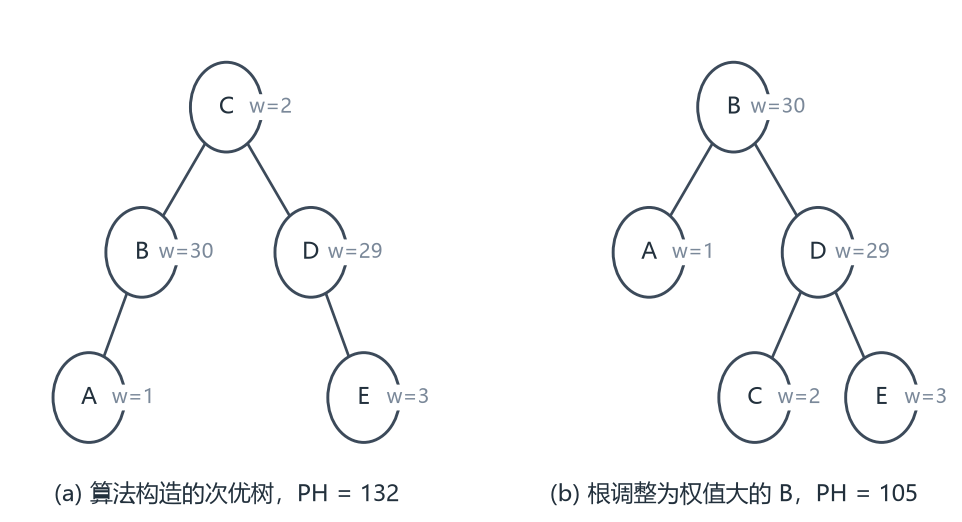 C w=2
B w=30
B w=30
D w=29
A w=1
D w=29
A w=1
E w=3
C w=2
E w=3
(a) 算法构造的次优树，PH = 132
(b) 根调整为权值大的 B，PH = 105